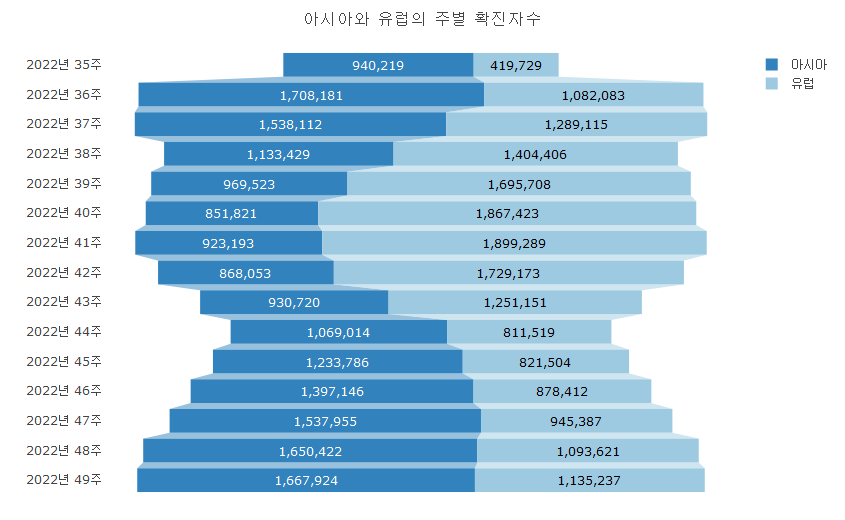 아시아와 유럽의 주별 확진자수
아시아
유럽
2022년 35주 940,219 419,729
2022년 36주 1,708,181 1,082,083
2022년 37주 1,538,112 1,289,115
2022년 38주 1,133,429 1,404,406
2022년 39주 969,523 1,695,708
2022년 40주 851,821 1,867,423
2022년 41주 923,193 1,899,289
2022년 42주 868,053 1,729,173
2022년 43주 930,720 1,251,151
2022년 44주 1,069,014 811,519
2022년 45주 1,233,786 821,504
2022년 46주 1,397,146 878,412
2022년 47주 1,537,955 945,387
2022년 48주 1,650,422 1,093,621
2022년 49주 1,667,924 1,135,237